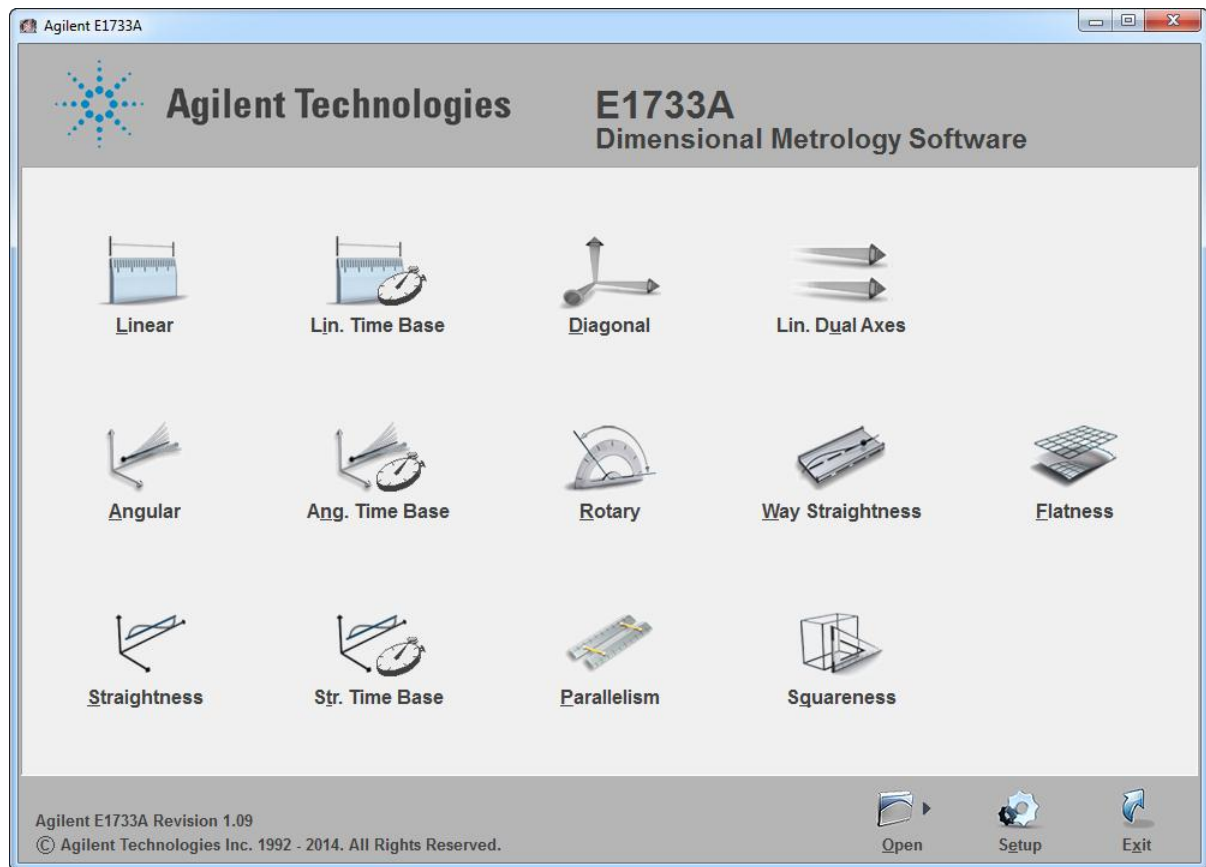 Agilent E1733A
Agilent Technologies
E1733A
Dimensional Metrology Software
Linear
Lin. Time Base
Diagonal
Lin. Dual Axes
Angular
Ang. Time Base
Rotary
Way Straightness
Flatness
Straightness
Str. Time Base
Parallelism
Squareness
Agilent E1733A Revision 1.09
© Agilent Technologies Inc. 1992 - 2014. All Rights Reserved.
Open
Setup
Exit